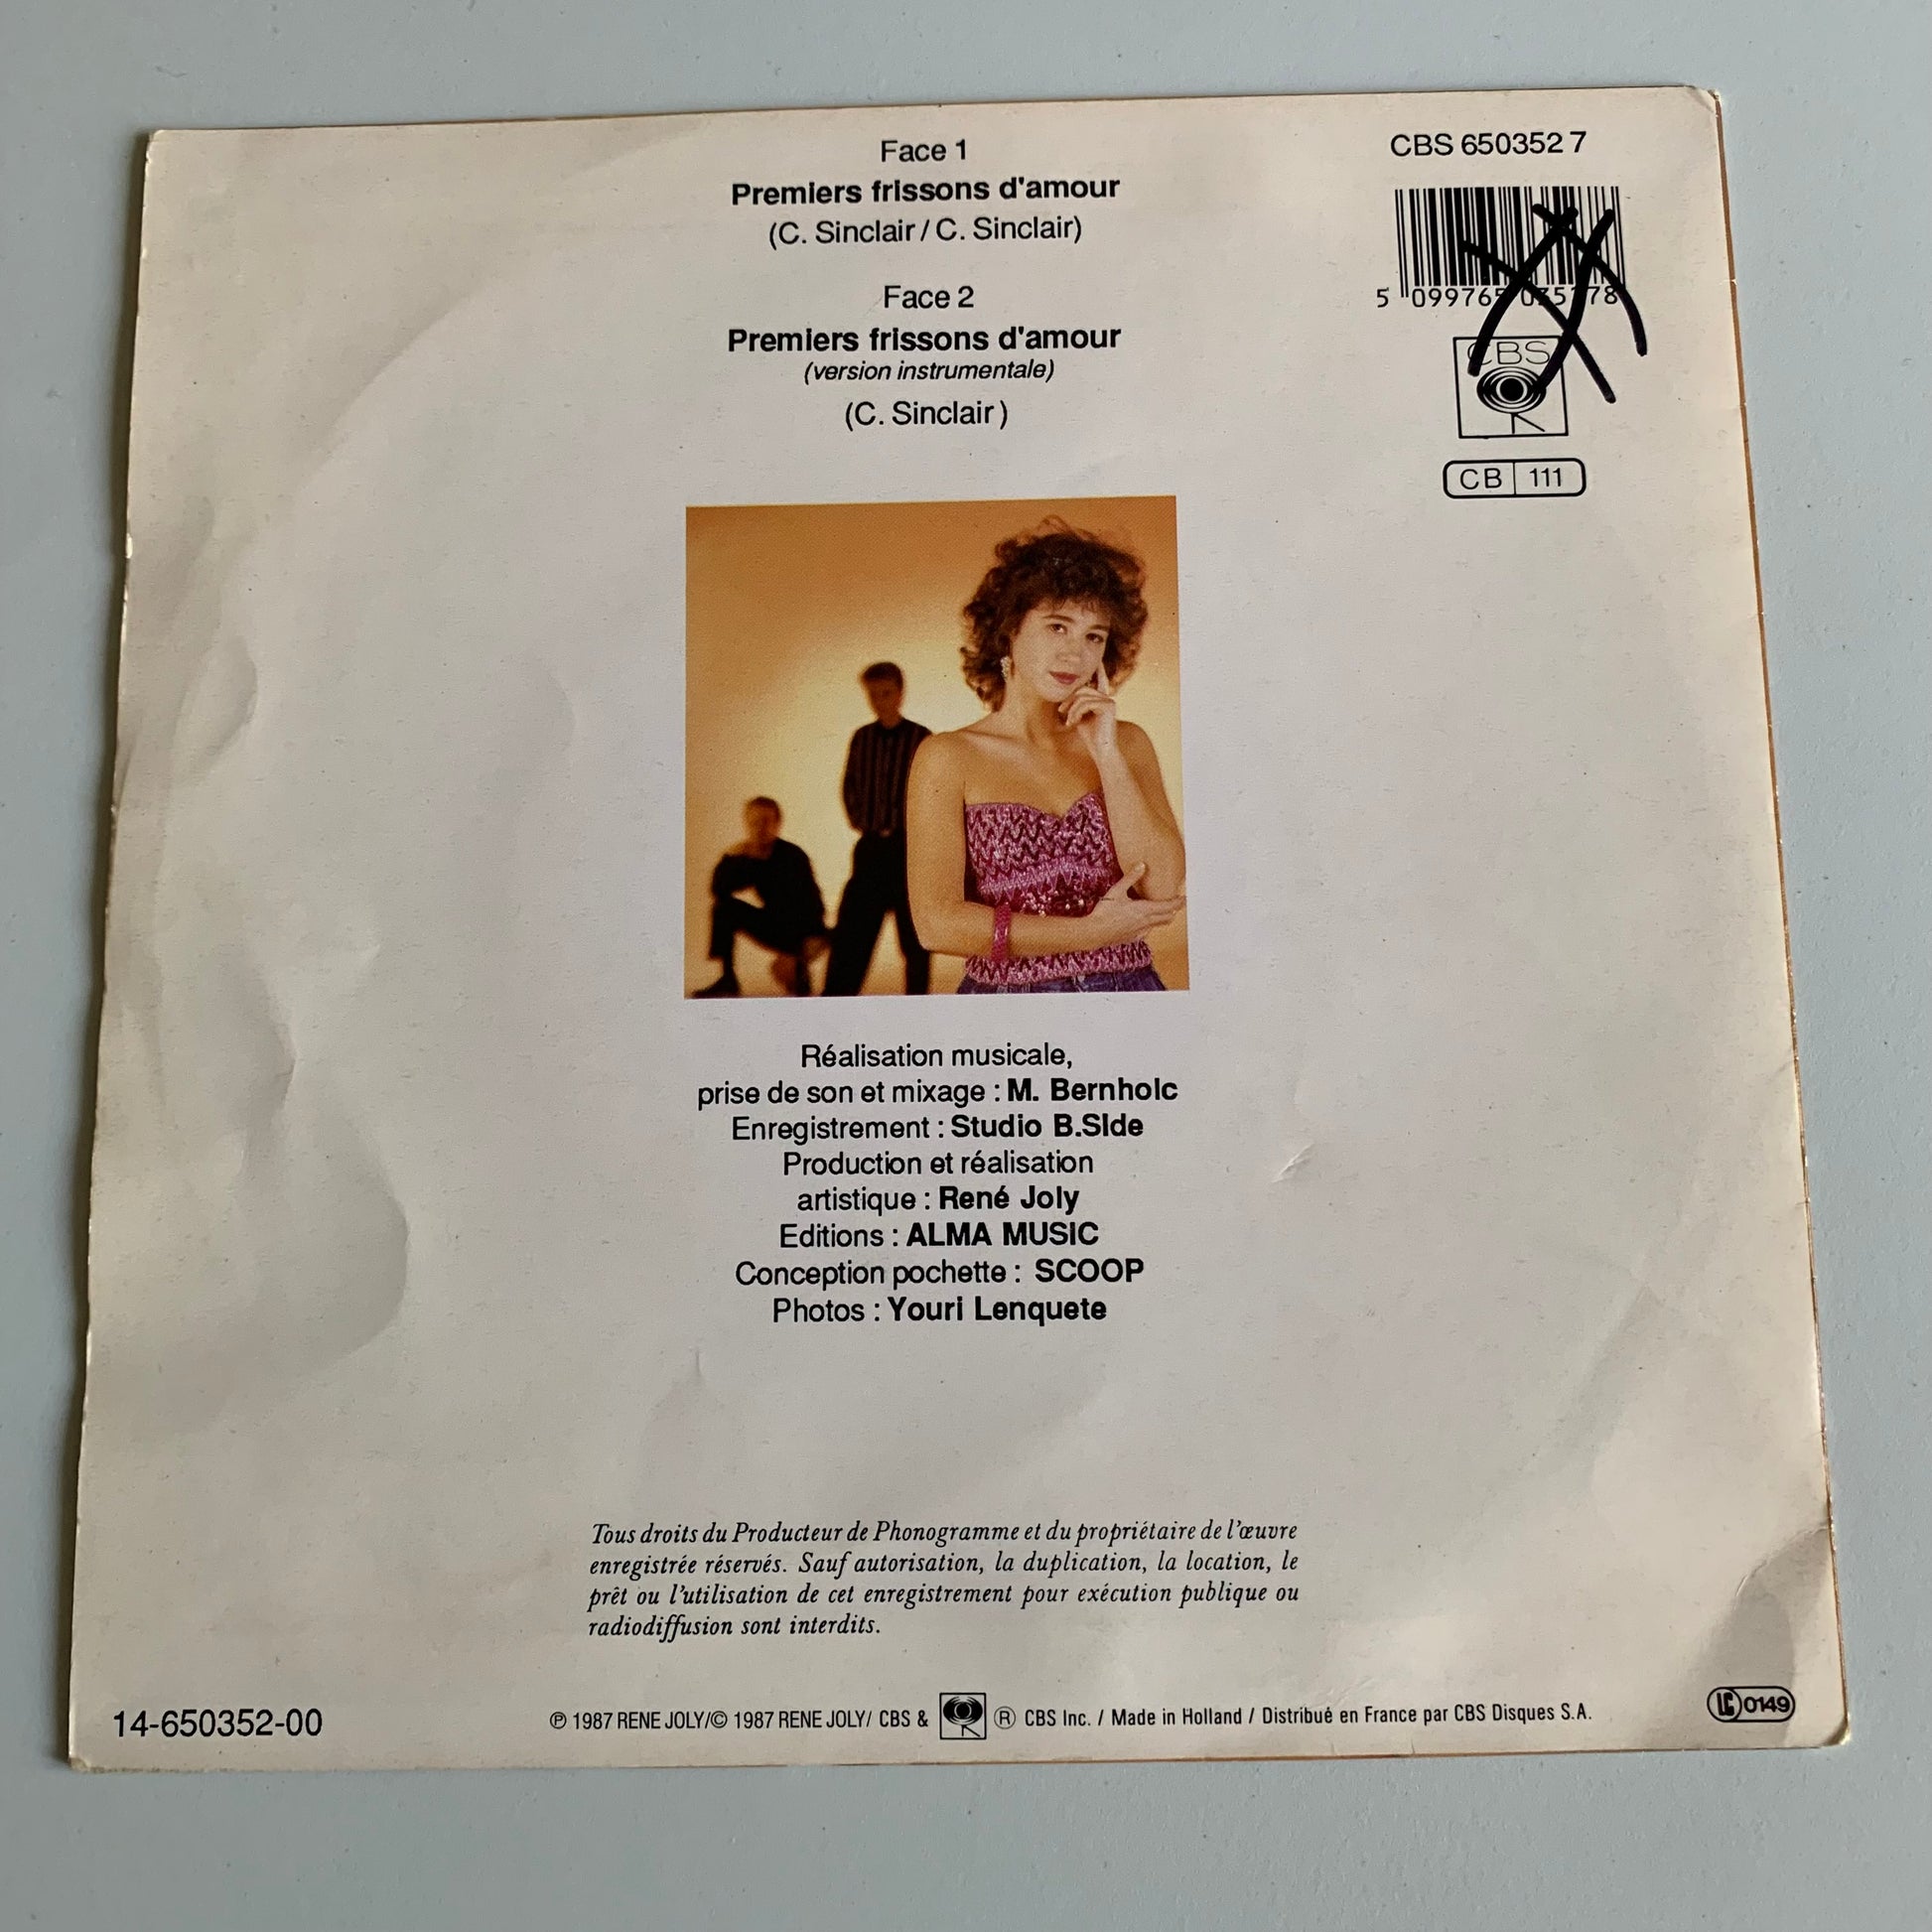 Face 1
Premiers frissons d'amour
(C. Sinclair / C. Sinclair)
Face 2
Premiers frissons d'amour
(version instrumentale)
(C. Sinclair)
CBS 650352 7
5 099765
CBS
CB 111
Réalisation musicale,
prise de son et mixage : M. Bernholc
Enregistrement : Studio B.Side
Production et réalisation
artistique : René Joly
Editions : ALMA MUSIC
Conception pochette : SCOOP
Photos : Youri Lenquete
Tous droits du Producteur de Phonogramme et du propriétaire de l'œuvre
enregistrée réservés. Sauf autorisation, la duplication, la location, le
prêt ou l'utilisation de cet enregistrement pour exécution publique ou
radiodiffusion sont interdits.
14-650352-00
℗ 1987 RENE JOLY/© 1987 RENE JOLY/ CBS & ® CBS Inc. / Made in Holland / Distribué en France par CBS Disques S.A.
LC 0149